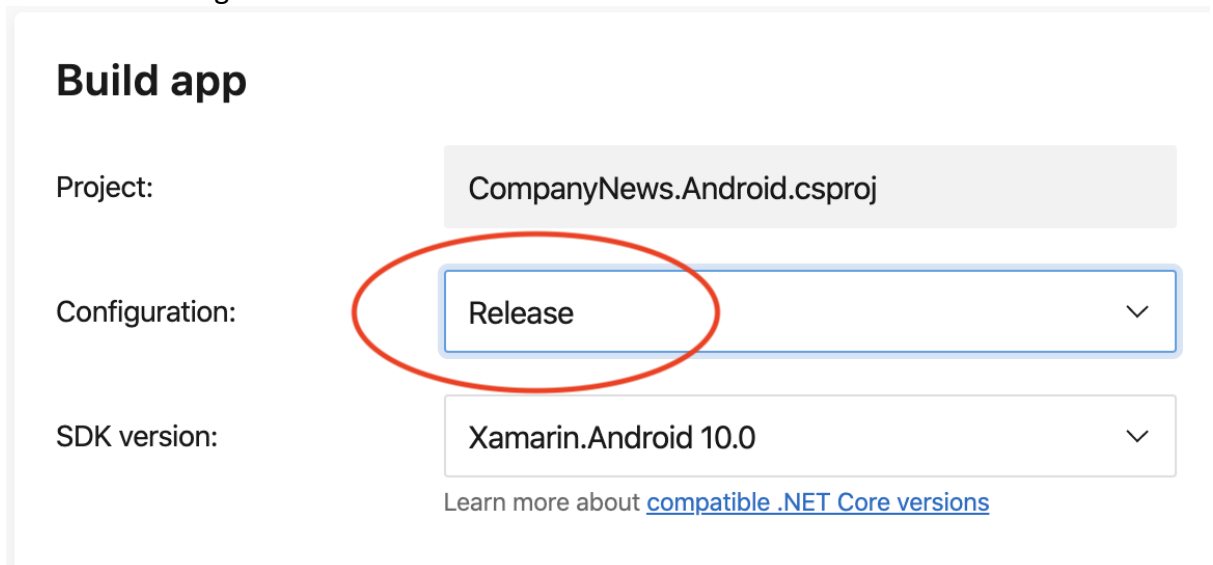 Build app
Project:
CompanyNews.Android.csproj
Configuration:
Release
SDK version:
Xamarin.Android 10.0
Learn more about compatible .NET Core versions